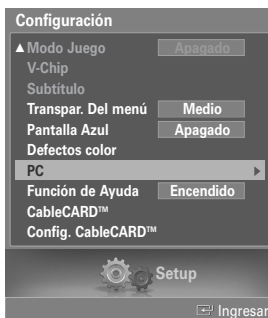 Configuración
▲ Modo Juego Apagado
V-Chip
Subtítulo
Transpar. Del menú Medio
Pantalla Azul Apagado
Defectos color
PC ►
Función de Ayuda Encendido
CableCARD™
Config. CableCARD™
Setup
Ingresar